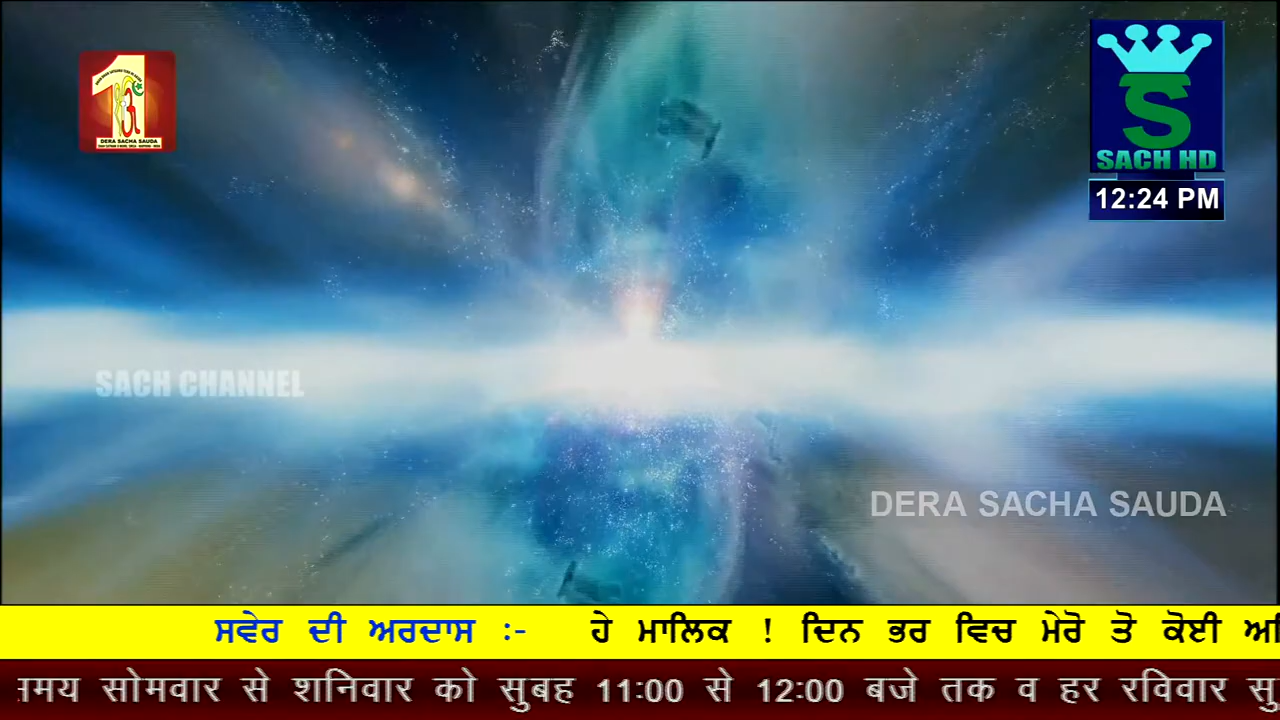 1
DERA SACHA SAUDA
SACH HD
12:24 PM
SACH CHANNEL
DERA SACHA SAUDA
ਸਵੇਰ ਦੀ ਅਰਦਾਸ :- ਹੇ ਮਾਲਿਕ ! ਦਿਨ ਭਰ ਵਿਚ ਮੇਰੋ ਤੋ ਕੋਈ
सोमवार से शनिवार को सुबह 11:00 से 12:00 बजे तक व हर रविवार